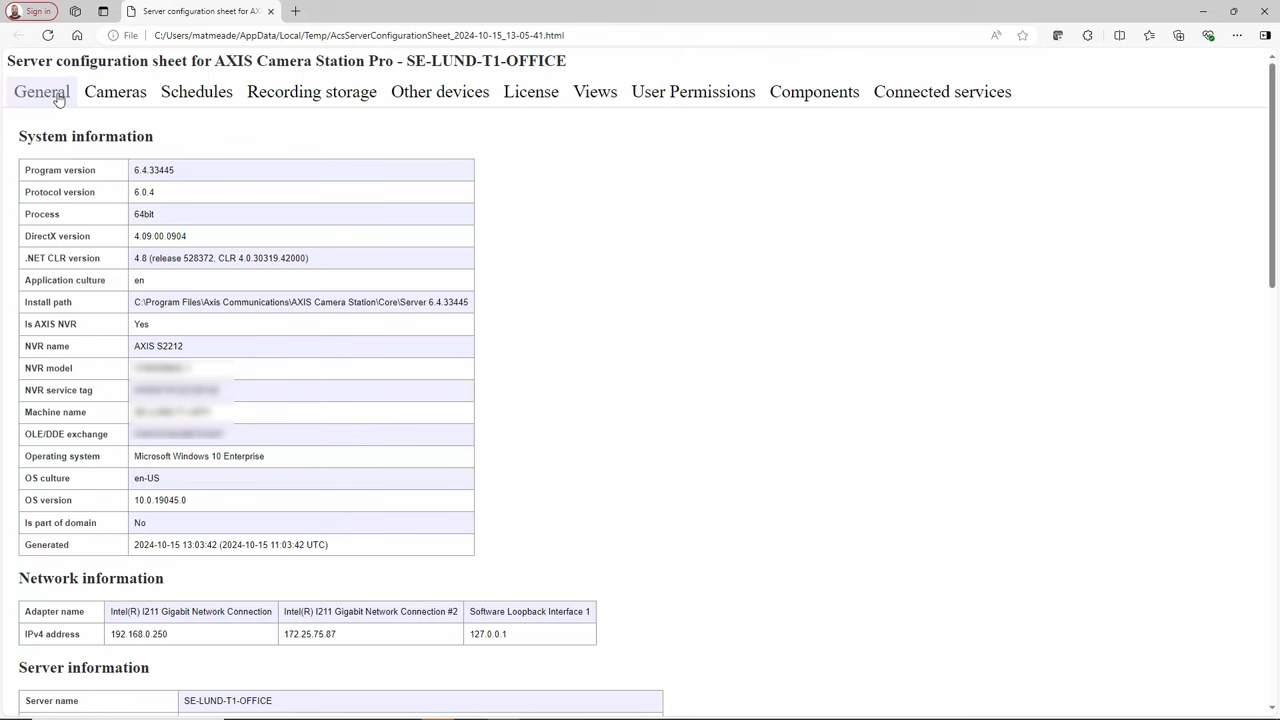 Sign in
Server configuration sheet for AXIS
File
C:/Users/matmeade/AppData/Local/Temp/AcsServerConfigurationSheet_2024-10-15_13-05-41.html
Server configuration sheet for AXIS Camera Station Pro - SE-LUND-T1-OFFICE
General Cameras Schedules Recording storage Other devices License Views User Permissions Components Connected services
System information
Program version 6.4.33445
Protocol version 6.0.4
Process 64bit
DirectX version 4.09.00.0904
.NET CLR version 4.8 (release 528372, CLR 4.0.30319.42000)
Application culture en
Install path C:\Program Files\Axis Communications\AXIS Camera Station\Core\Server 6.4.33445
Is AXIS NVR Yes
NVR name AXIS S2212
NVR model
NVR service tag
Machine name
OLE/DDE exchange
Operating system Microsoft Windows 10 Enterprise
OS culture en-US
OS version 10.0.19045.0
Is part of domain No
Generated 2024-10-15 13:03:42 (2024-10-15 11:03:42 UTC)
Network information
Adapter name Intel(R) I211 Gigabit Network Connection Intel(R) I211 Gigabit Network Connection #2 Software Loopback Interface 1
IPv4 address 192.168.0.250 172.25.75.87 127.0.0.1
Server information
Server name SE-LUND-T1-OFFICE